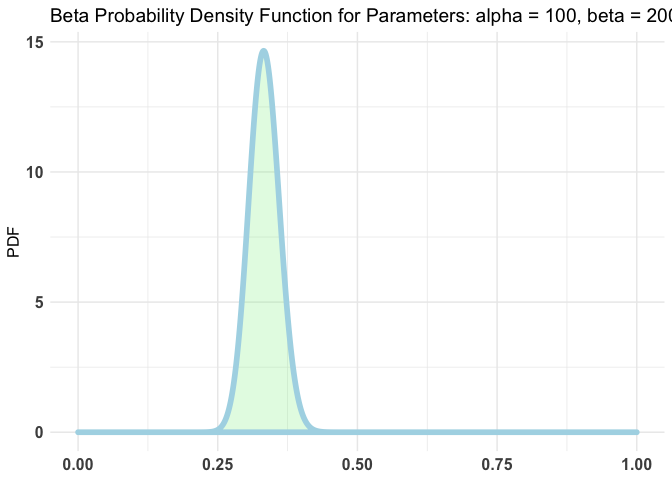 Beta Probability Density Function for Parameters: alpha = 100, beta = 200
15
10
5
0
PDF
0.00 0.25 0.50 0.75 1.00